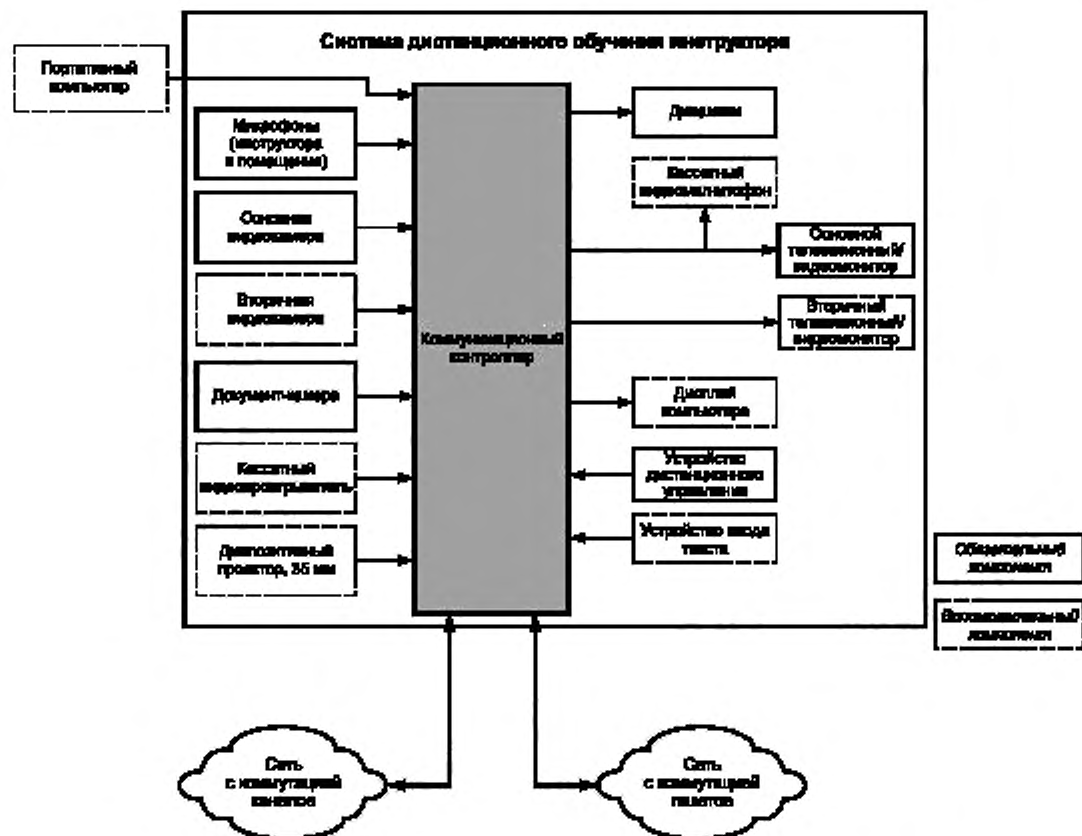 Система дистанционного обучения инструктора
Портативный
компьютер
Микрофоны
(инструктора
и помещения)
Основная
видеокамера
Вторичная
видеокамера
Документ-камера
Кассетный
видеопроигрыватель
Диапозитивный
проектор, 35 мм
Коммуникационный
контроллер
Динамики
Кассетный
видеомагнитофон
Основной
телевизионный/
видеомонитор
Вторичный
телевизионный/
видеомонитор
Дисплей
компьютера
Устройство
дистанционного
управления
Устройство ввода
текста
Обязательный
компонент
Вспомогательный
компонент
Сеть
с коммутацией
каналов
Сеть
с коммутацией
пакетов